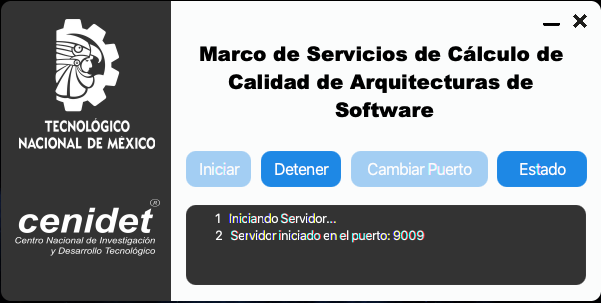 TECNOLÓGICO
NACIONAL DE MÉXICO
cenidet®
Centro Nacional de Investigación
y Desarrollo Tecnológico
Marco de Servicios de Cálculo de
Calidad de Arquitecturas de
Software
Iniciar Detener Cambiar Puerto Estado
1 Iniciando Servidor...
2 Servidor iniciado en el puerto: 9009